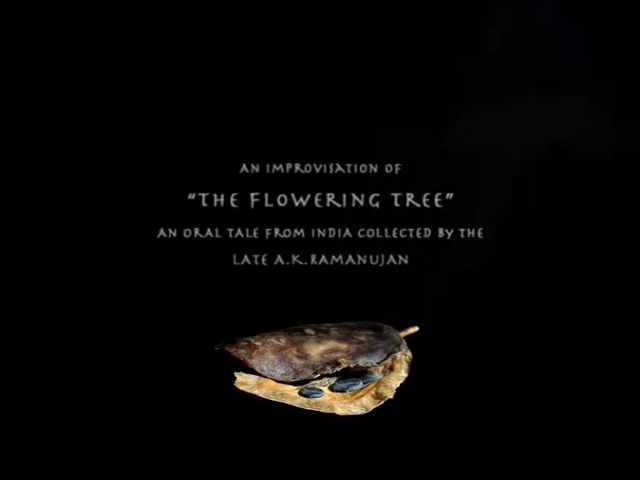 AN IMPROVISATION OF
"THE FLOWERING TREE"
AN ORAL TALE FROM INDIA COLLECTED BY THE
LATE A.K.RAMANUJAN